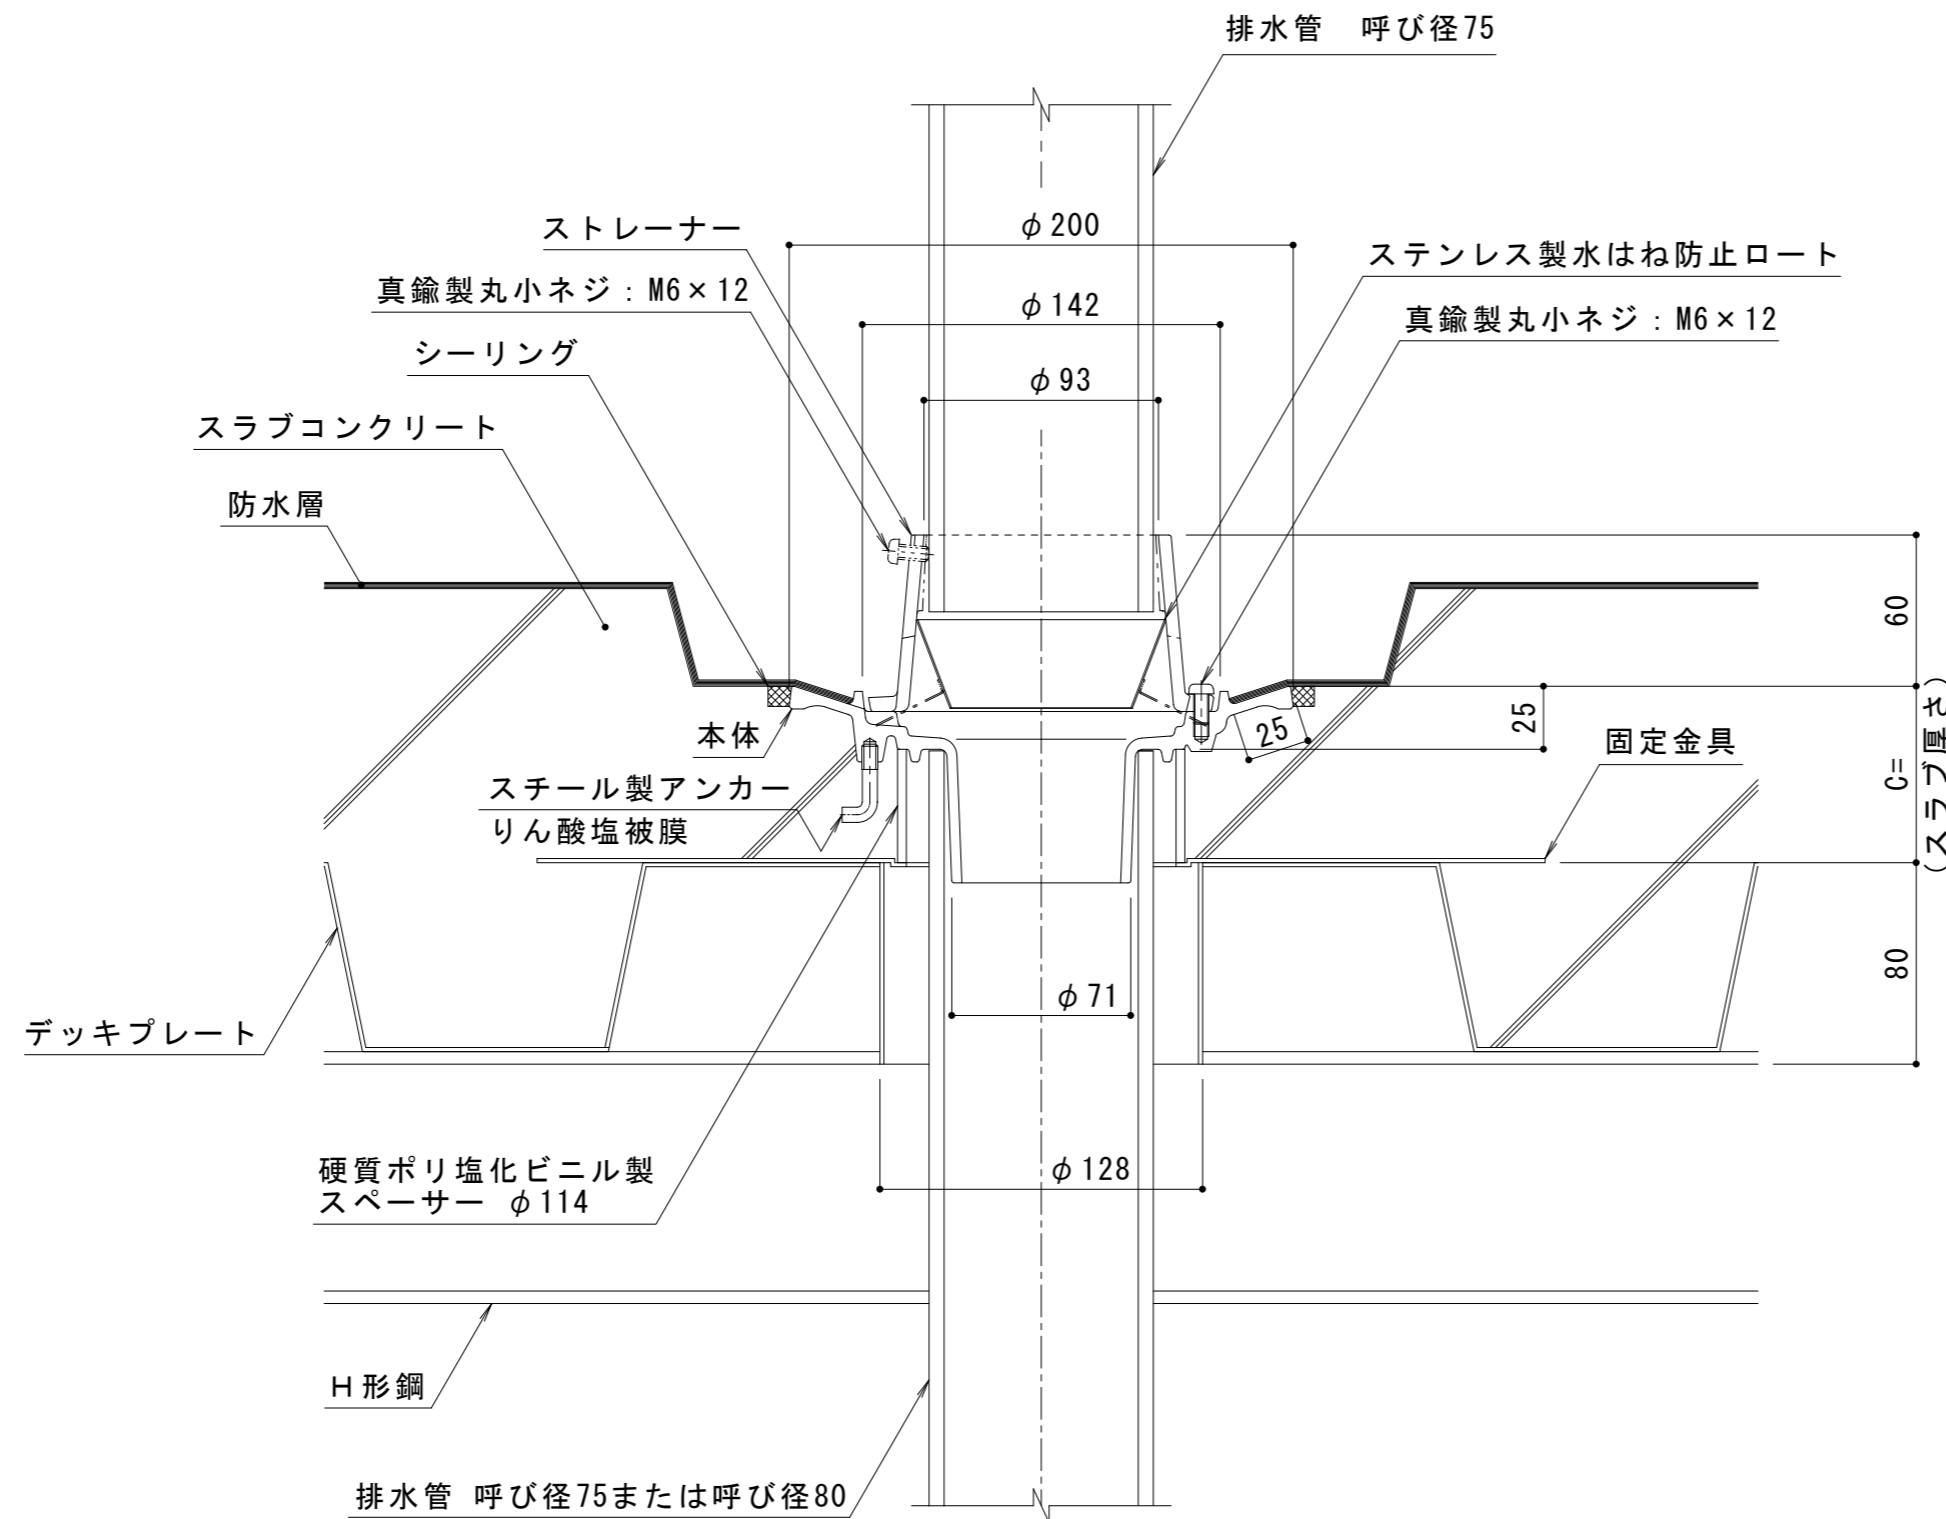 排水管　呼び径75
ストレーナー
φ200
ステンレス製水はね防止ロート
真鍮製丸小ネジ：M6×12
φ142
真鍮製丸小ネジ：M6×12
シーリング
φ93
スラブコンクリート
防水層
60
本体
25
25
固定金具
C=
(スラブ厚さ)
スチール製アンカー
りん酸塩被膜
80
φ71
デッキプレート
硬質ポリ塩化ビニル製
スペーサー φ114
φ128
H形鋼
排水管 呼び径75または呼び径80